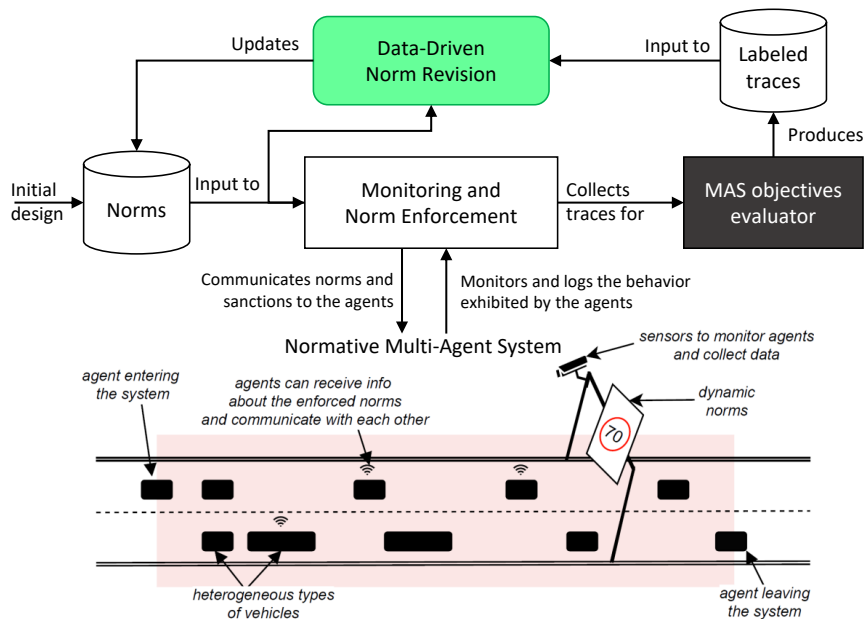 Updates
Data-Driven
Norm Revision
Input to
Labeled
traces
Produces
Initial
design
Norms
Input to
Monitoring and
Norm Enforcement
Collects
traces for
MAS objectives
evaluator
Communicates norms and
sanctions to the agents
Monitors and logs the behavior
exhibited by the agents
Normative Multi-Agent System
sensors to monitor agents
and collect data
agent entering
the system
agents can receive info
about the enforced norms
and communicate with each other
dynamic
norms
70
heterogeneous types
of vehicles
agent leaving
the system